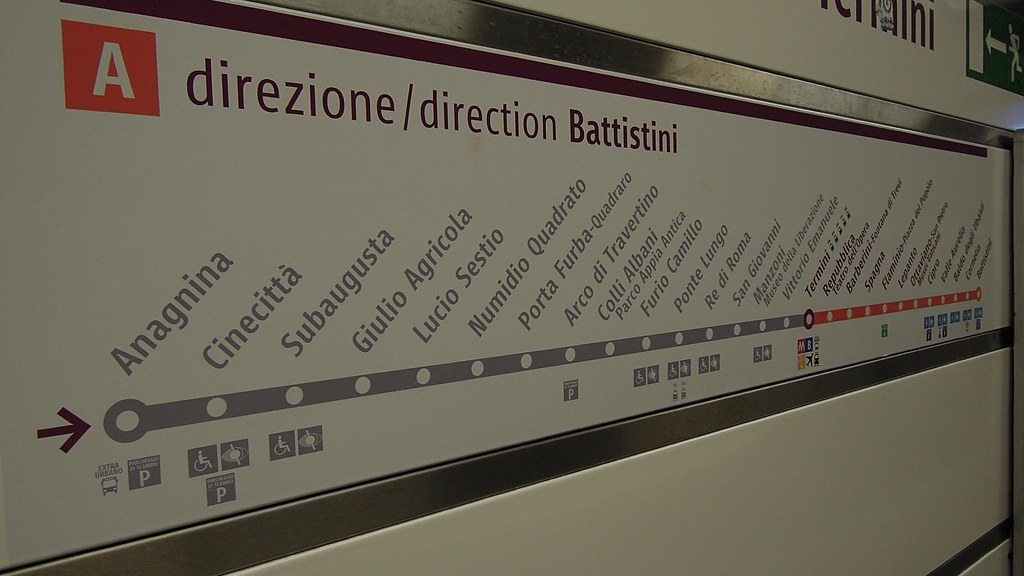 Termini
A
direzione/direction Battistini
Anagnina
Cinecittà
Subaugusta
Giulio Agricola
Lucio Sestio
Numidio Quadrato
Porta Furba-Quadraro
Arco di Travertino
Colli Albani
Parco Appia Antica
Furio Camillo
Ponte Lungo
Re di Roma
San Giovanni
Manzoni
Museo della Liberazione
Vittorio Emanuele
Termini
Repubblica
Teatro dell'Opera
Barberini-Fontana di Trevi
Spagna
Flaminio-Piazza del Popolo
Lepanto
Ottaviano-San Pietro
Cipro
Valle Aurelia
Baldo degli Ubaldi
Cornelia
Battistini
EXTRA
URBANO
P
P
P
MB